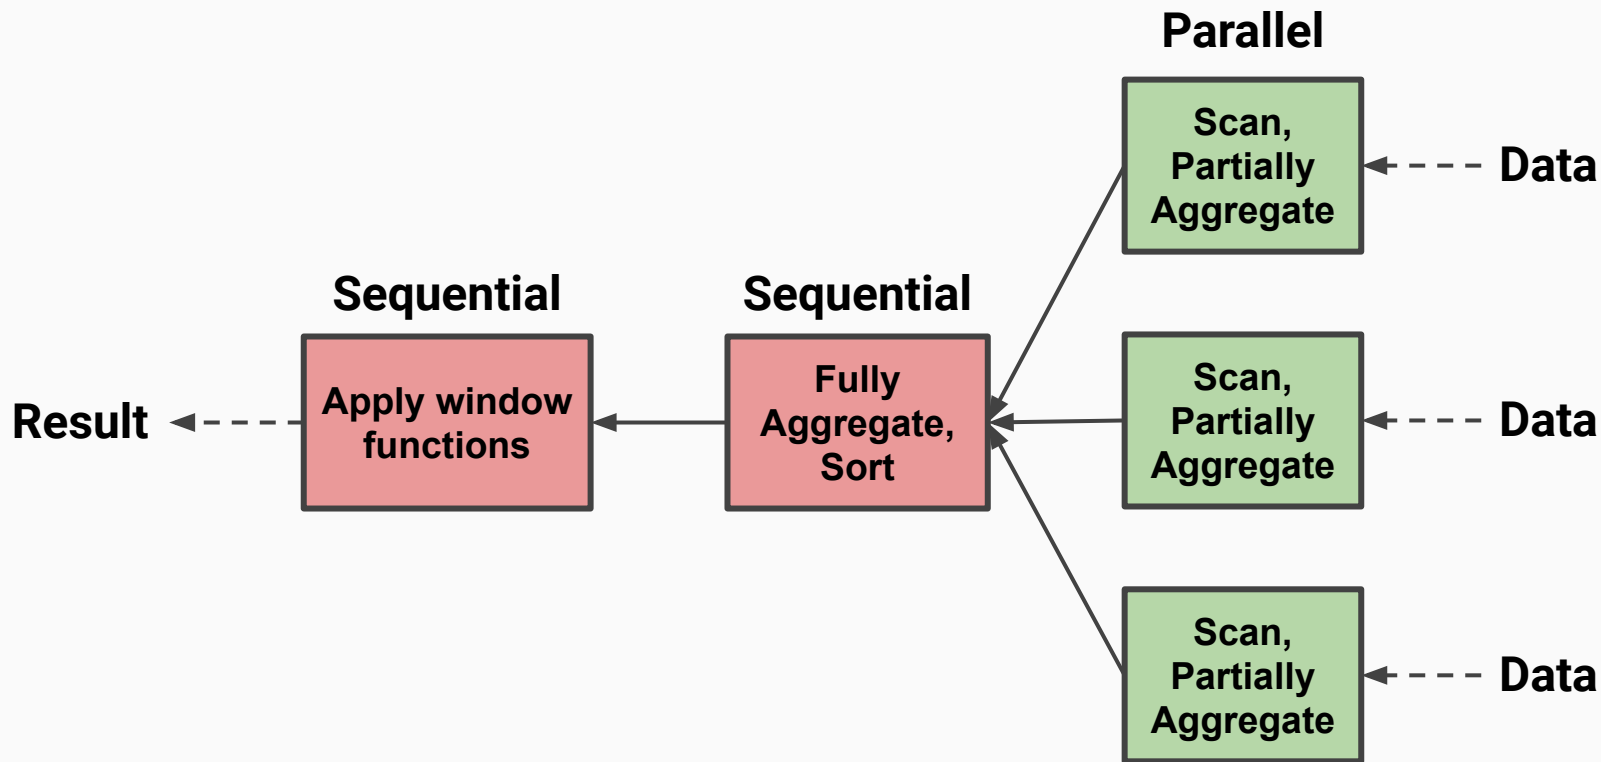 Parallel
Scan,
Partially
Aggregate
Data
Sequential
Sequential
Result
Apply window
functions
Fully
Aggregate,
Sort
Scan,
Partially
Aggregate
Data
Scan,
Partially
Aggregate
Data